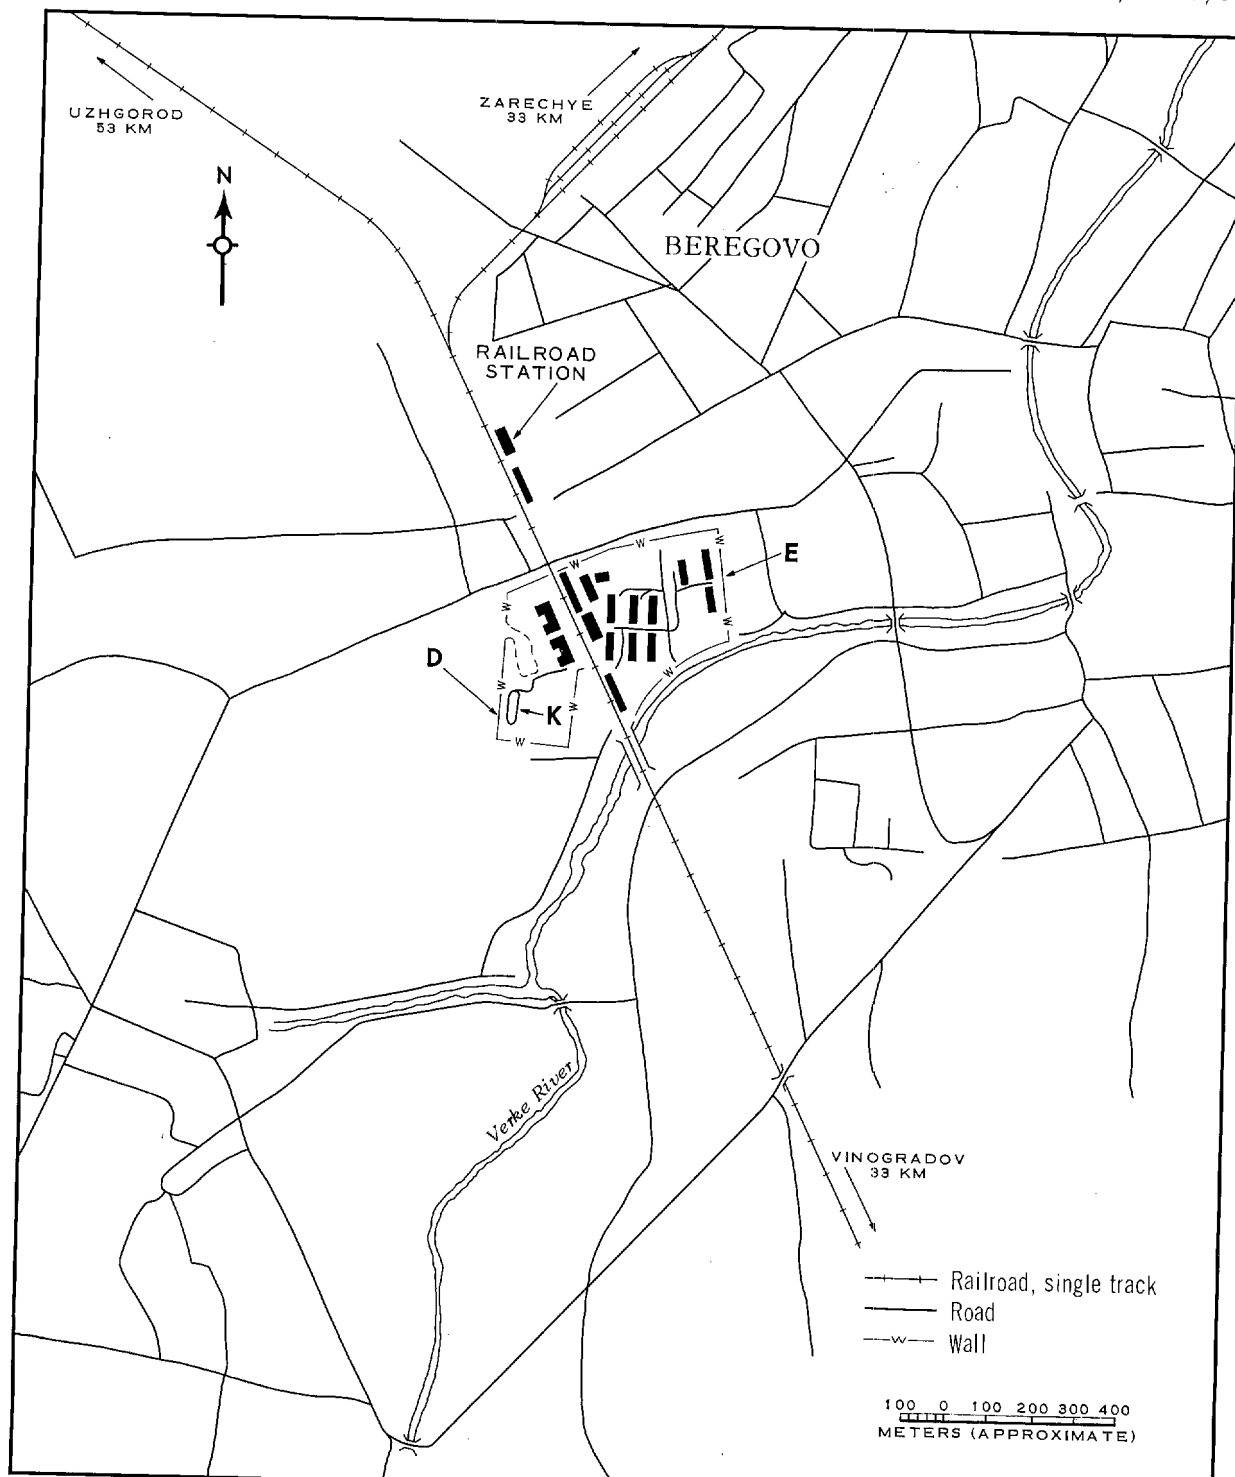 UZHGOROD
53 KM
ZARECHYE
33 KM
N
BEREGOVO
RAILROAD
STATION
W
W
W
W
E
W
W
D
W
W
K
W
W
Verke River
VINOGRADOV
33 KM
Railroad, single track
Road
W Wall
100 0 100 200 300 400
METERS (APPROXIMATE)